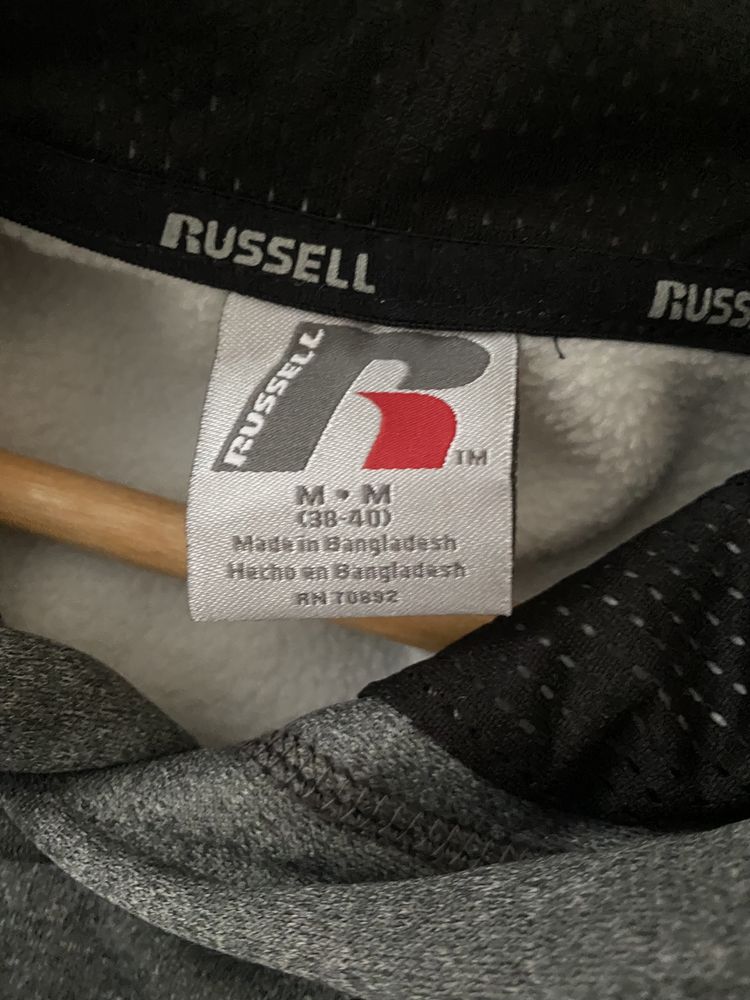 RUSSELL
RUSS
RUSSELL
TM
M • M
(38-40)
Made in Bangladesh
Hecho en Bangladesh
RN 70892